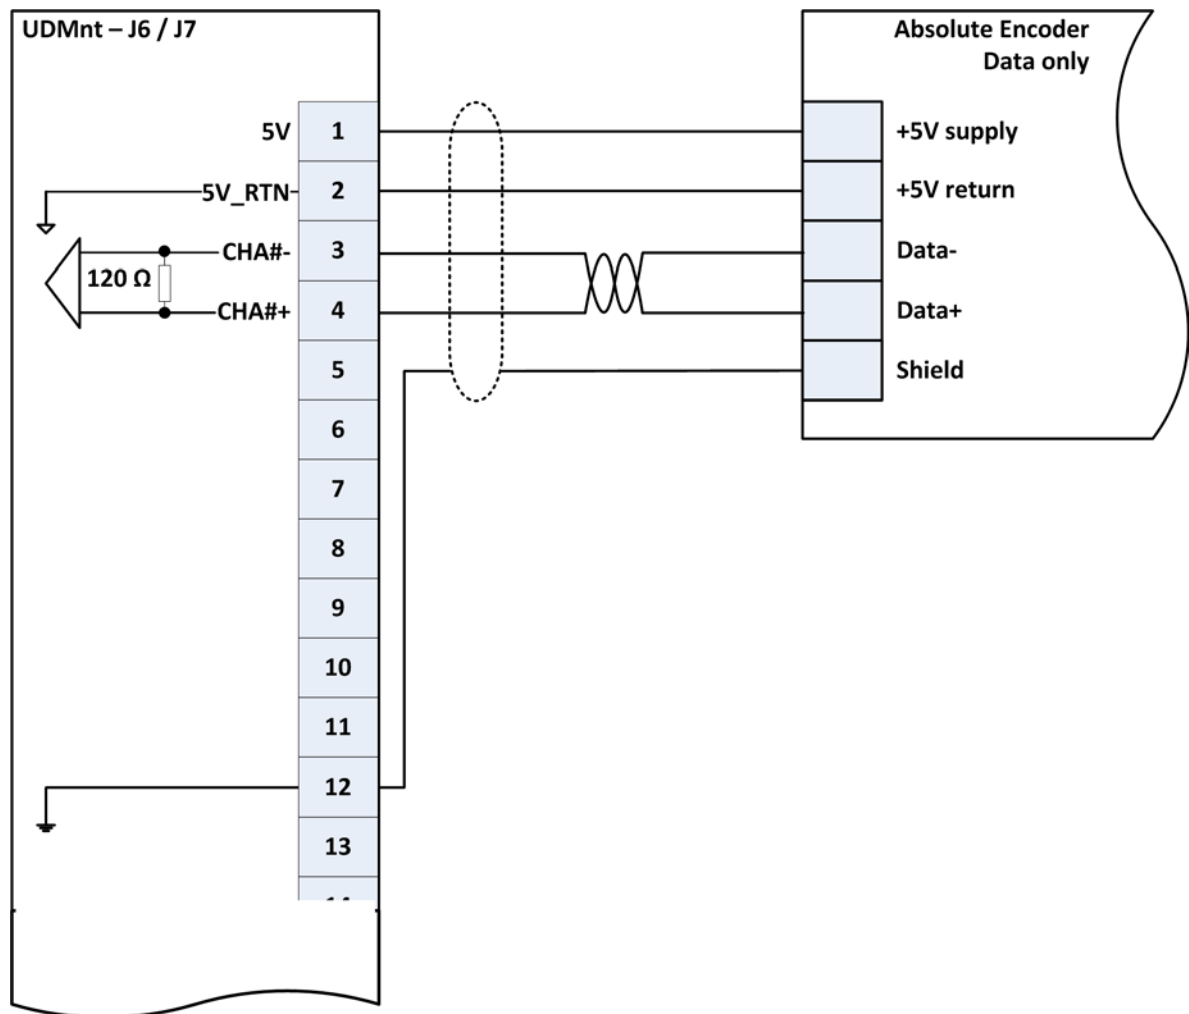 UDMnt – J6 / J7
Absolute Encoder
Data only
5V 1 +5V supply
5V_RTN 2 +5V return
CHA#- 3 Data-
120 Ω
CHA#+ 4 Data+
5 Shield
6
7
8
9
10
11
12
13